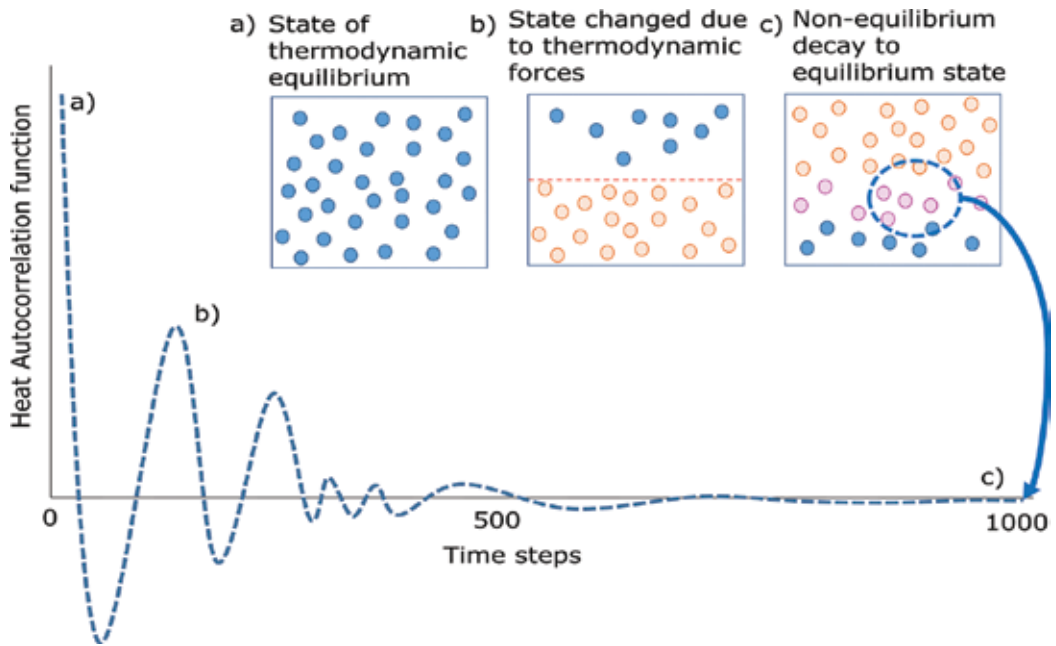 a) State of
thermodynamic
equilibrium
b) State changed due
to thermodynamic
forces
c) Non-equilibrium
decay to
equilibrium state
Heat Autocorrelation function
a)
b)
c)
0
500
1000
Time steps